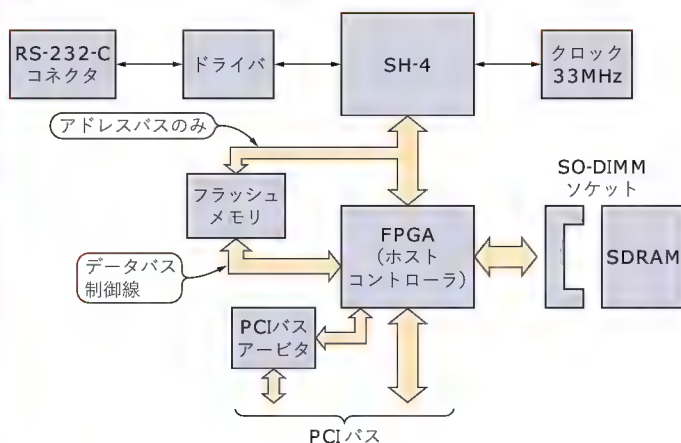 RS-232-C
コネクタ
ドライバ
SH-4
クロック
33MHz
アドレスバスのみ
フラッシュ
メモリ
SO-DIMM
ソケット
FPGA
(ホスト
コントローラ)
SDRAM
データバス
制御線
PCIバス
アービタ
PCIバス